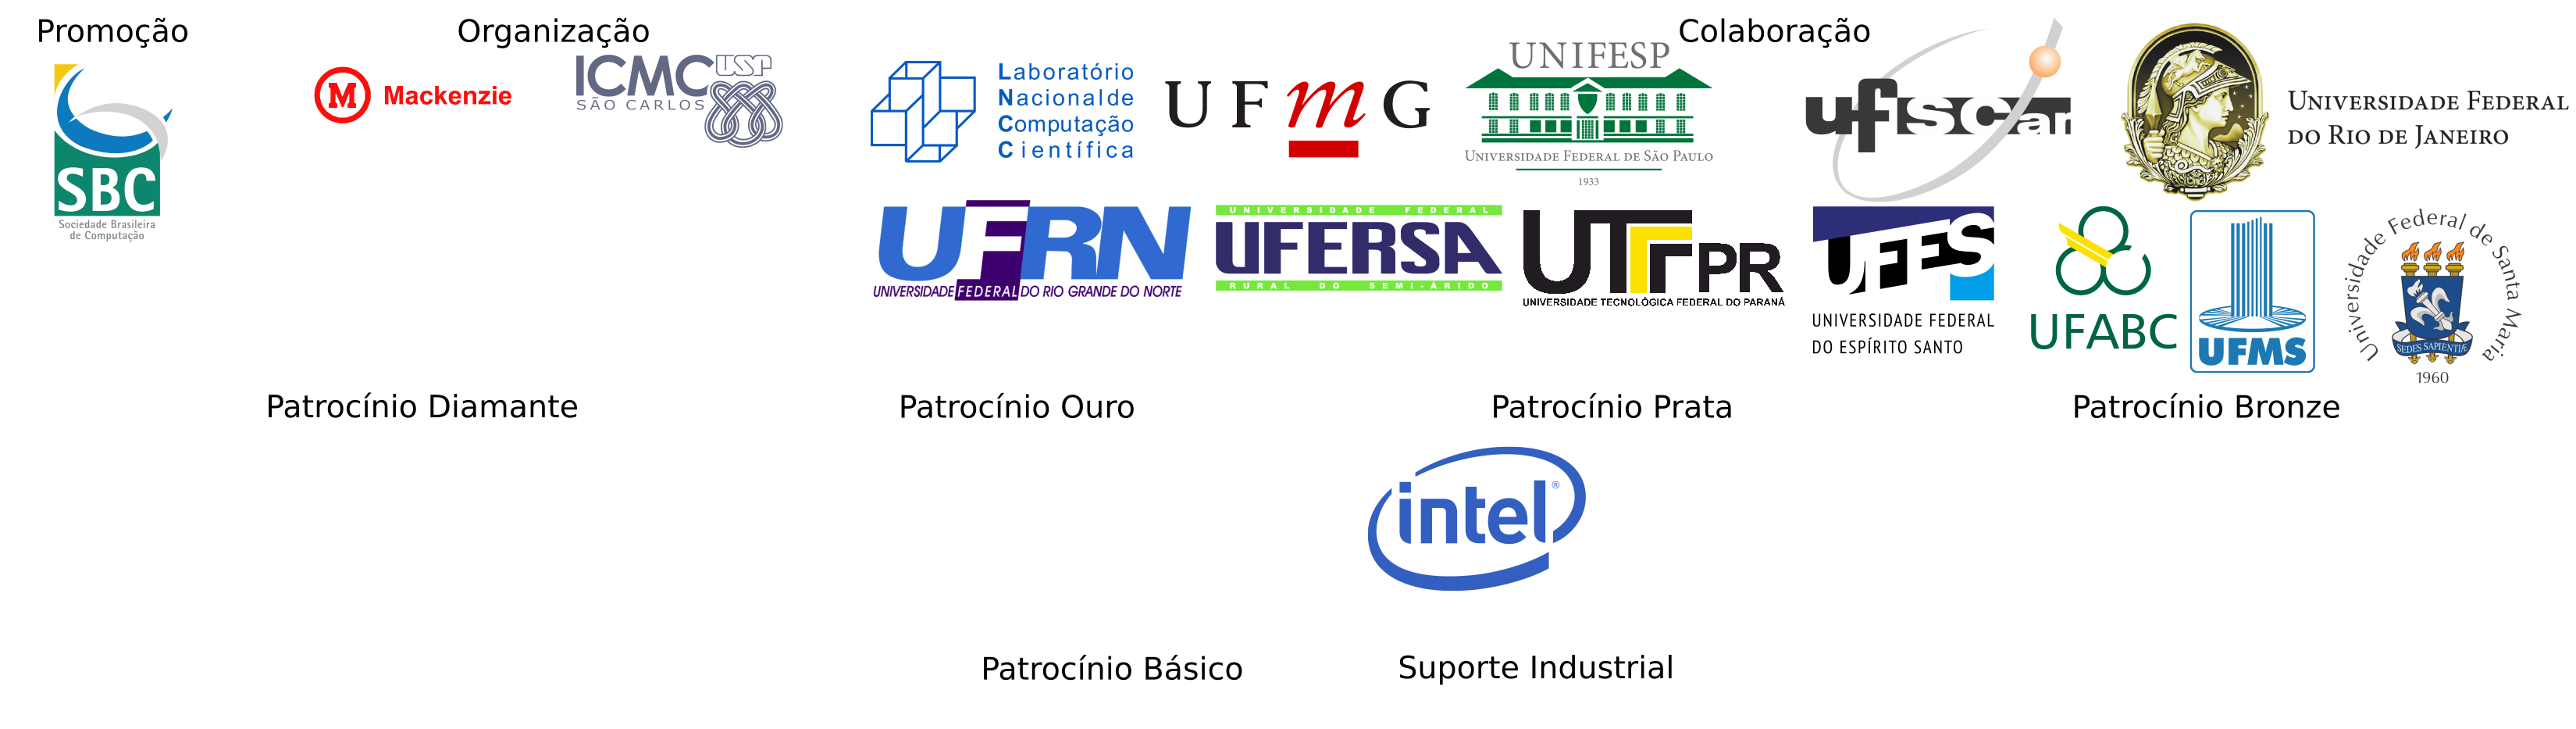 Promoção
SBC
Sociedade Brasileira
de Computação
Organização
M Mackenzie
ICMC USP
SÃO CARLOS
Colaboração
Laboratório
Nacional de
Computação
Científica
UFmG
UNIFESP
UNIVERSIDADE FEDERAL DE SÃO PAULO
1933
ufscar
UNIVERSIDADE FEDERAL
DO RIO DE JANEIRO
UFRN
UNIVERSIDADE FEDERAL DO RIO GRANDE DO NORTE
UNIVERSIDADE FEDERAL
UFERSA
RURAL DO SEMI-ÁRIDO
UTFPR
UNIVERSIDADE TECNOLÓGICA FEDERAL DO PARANÁ
UFES
UNIVERSIDADE FEDERAL
DO ESPÍRITO SANTO
UFABC
UFMS
Universidade Federal de Santa Maria
SEDES SAPIENTIÆ
1960
Patrocínio Diamante
Patrocínio Ouro
Patrocínio Prata
Patrocínio Bronze
intel®
Patrocínio Básico
Suporte Industrial